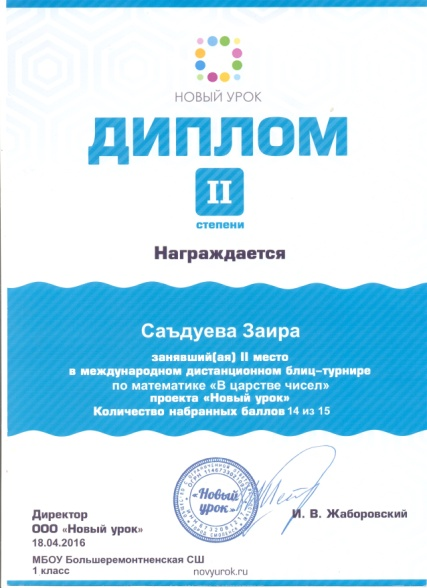 НОВЫЙ УРОК
ДИПЛОМ
II
степени
Награждается
Саъдуева Заира
занявший(ая) II место
в международном дистанционном блиц-турнире
по математике «В царстве чисел»
проекта «Новый урок»
Количество набранных баллов 14 из 15
«Новый урок»
Директор
ООО «Новый урок»
И. В. Жаборовский
18.04.2016
МБОУ Большеремонтненская СШ
1 класс
novyurok.ru